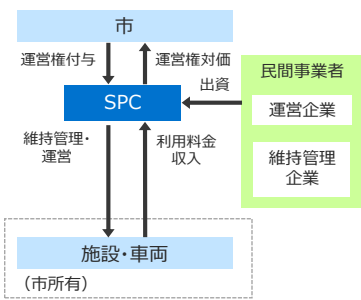 市
運営権付与
運営権対価
出資
民間事業者
SPC
運営企業
維持管理・
運営
利用料金
収入
維持管理
企業
施設・車両
（市所有）